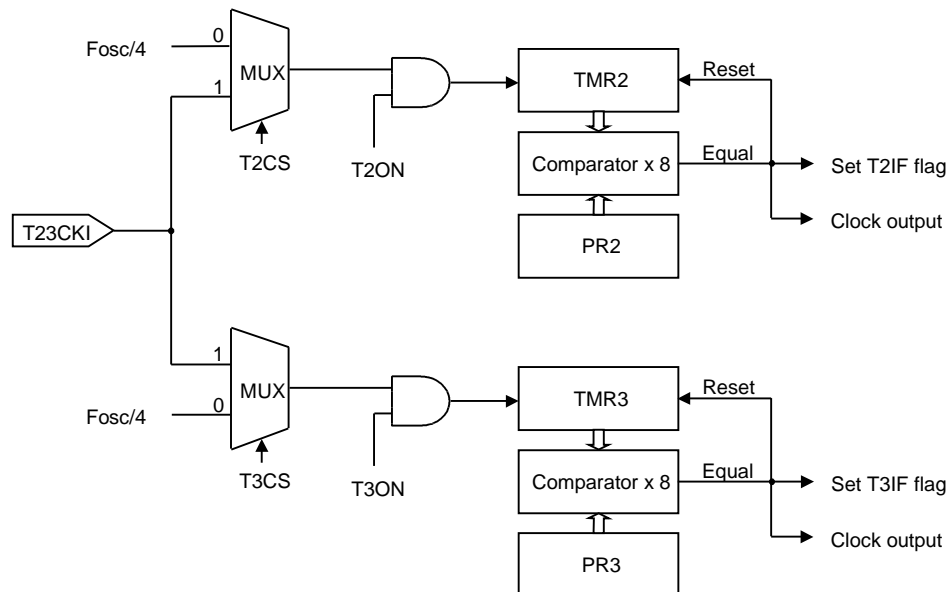 Fosc/4
0
MUX
1
T2CS
T2ON
TMR2
Reset
Comparator x 8
Equal
Set T2IF flag
Clock output
PR2
T23CKI
1
MUX
0
Fosc/4
T3CS
T3ON
TMR3
Reset
Comparator x 8
Equal
Set T3IF flag
Clock output
PR3